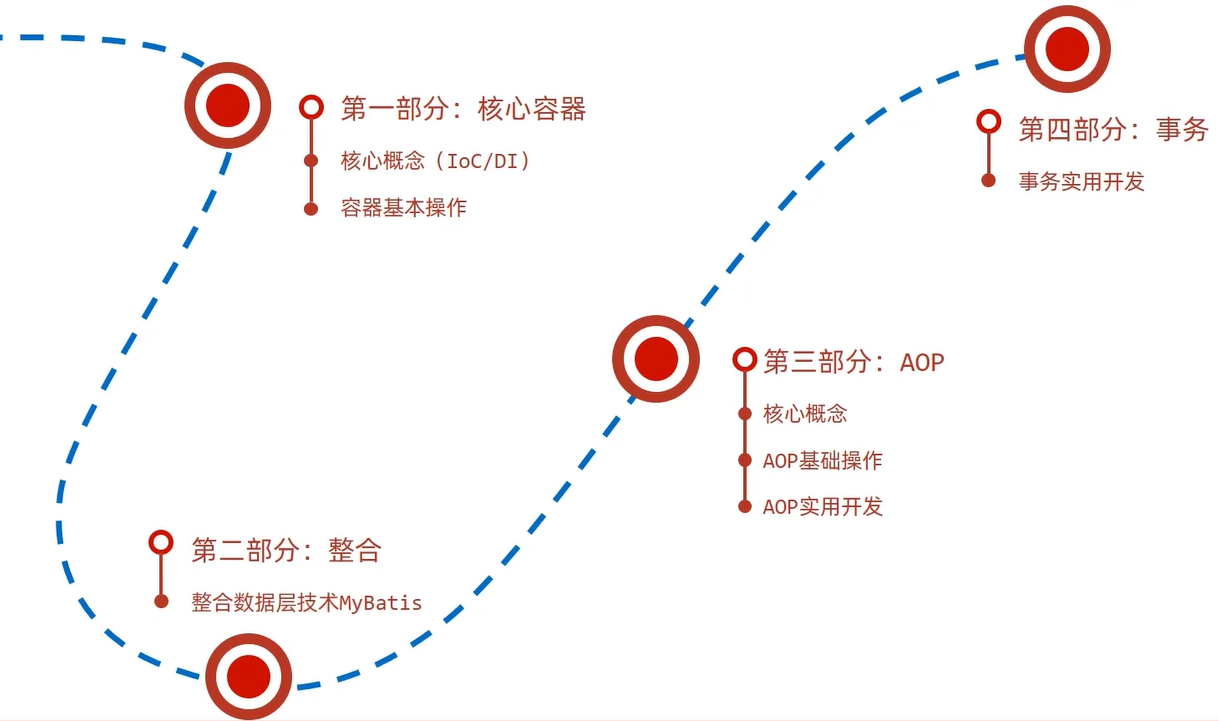 第一部分：核心容器
核心概念（IoC/DI）
容器基本操作
第二部分：整合
整合数据层技术MyBatis
第三部分：AOP
核心概念
AOP基础操作
AOP实用开发
第四部分：事务
事务实用开发